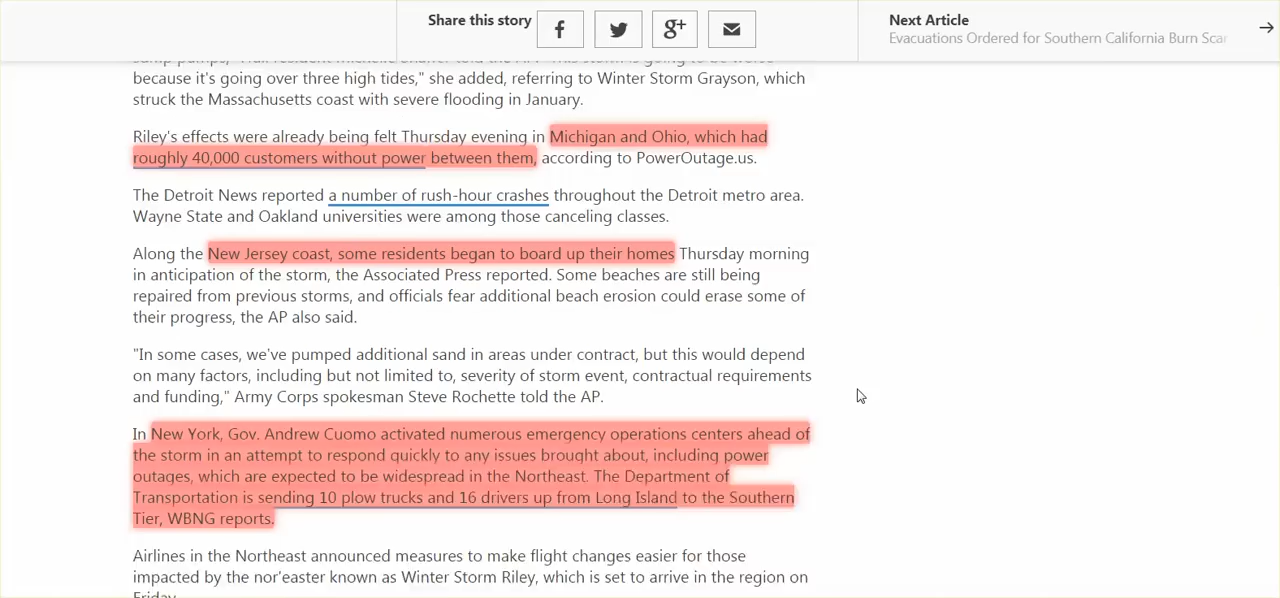 Share this story
Next Article
Evacuations Ordered for Southern California Burn Scar
because it's going over three high tides," she added, referring to Winter Storm Grayson, which
struck the Massachusetts coast with severe flooding in January.
Riley's effects were already being felt Thursday evening in Michigan and Ohio, which had
roughly 40,000 customers without power between them, according to PowerOutage.us.
The Detroit News reported a number of rush-hour crashes throughout the Detroit metro area.
Wayne State and Oakland universities were among those canceling classes.
Along the New Jersey coast, some residents began to board up their homes Thursday morning
in anticipation of the storm, the Associated Press reported. Some beaches are still being
repaired from previous storms, and officials fear additional beach erosion could erase some of
their progress, the AP also said.
"In some cases, we've pumped additional sand in areas under contract, but this would depend
on many factors, including but not limited to, severity of storm event, contractual requirements
and funding," Army Corps spokesman Steve Rochette told the AP.
In New York, Gov. Andrew Cuomo activated numerous emergency operations centers ahead of
the storm in an attempt to respond quickly to any issues brought about, including power
outages, which are expected to be widespread in the Northeast. The Department of
Transportation is sending 10 plow trucks and 16 drivers up from Long Island to the Southern
Tier, WBNG reports.
Airlines in the Northeast announced measures to make flight changes easier for those
impacted by the nor'easter known as Winter Storm Riley, which is set to arrive in the region on
Friday